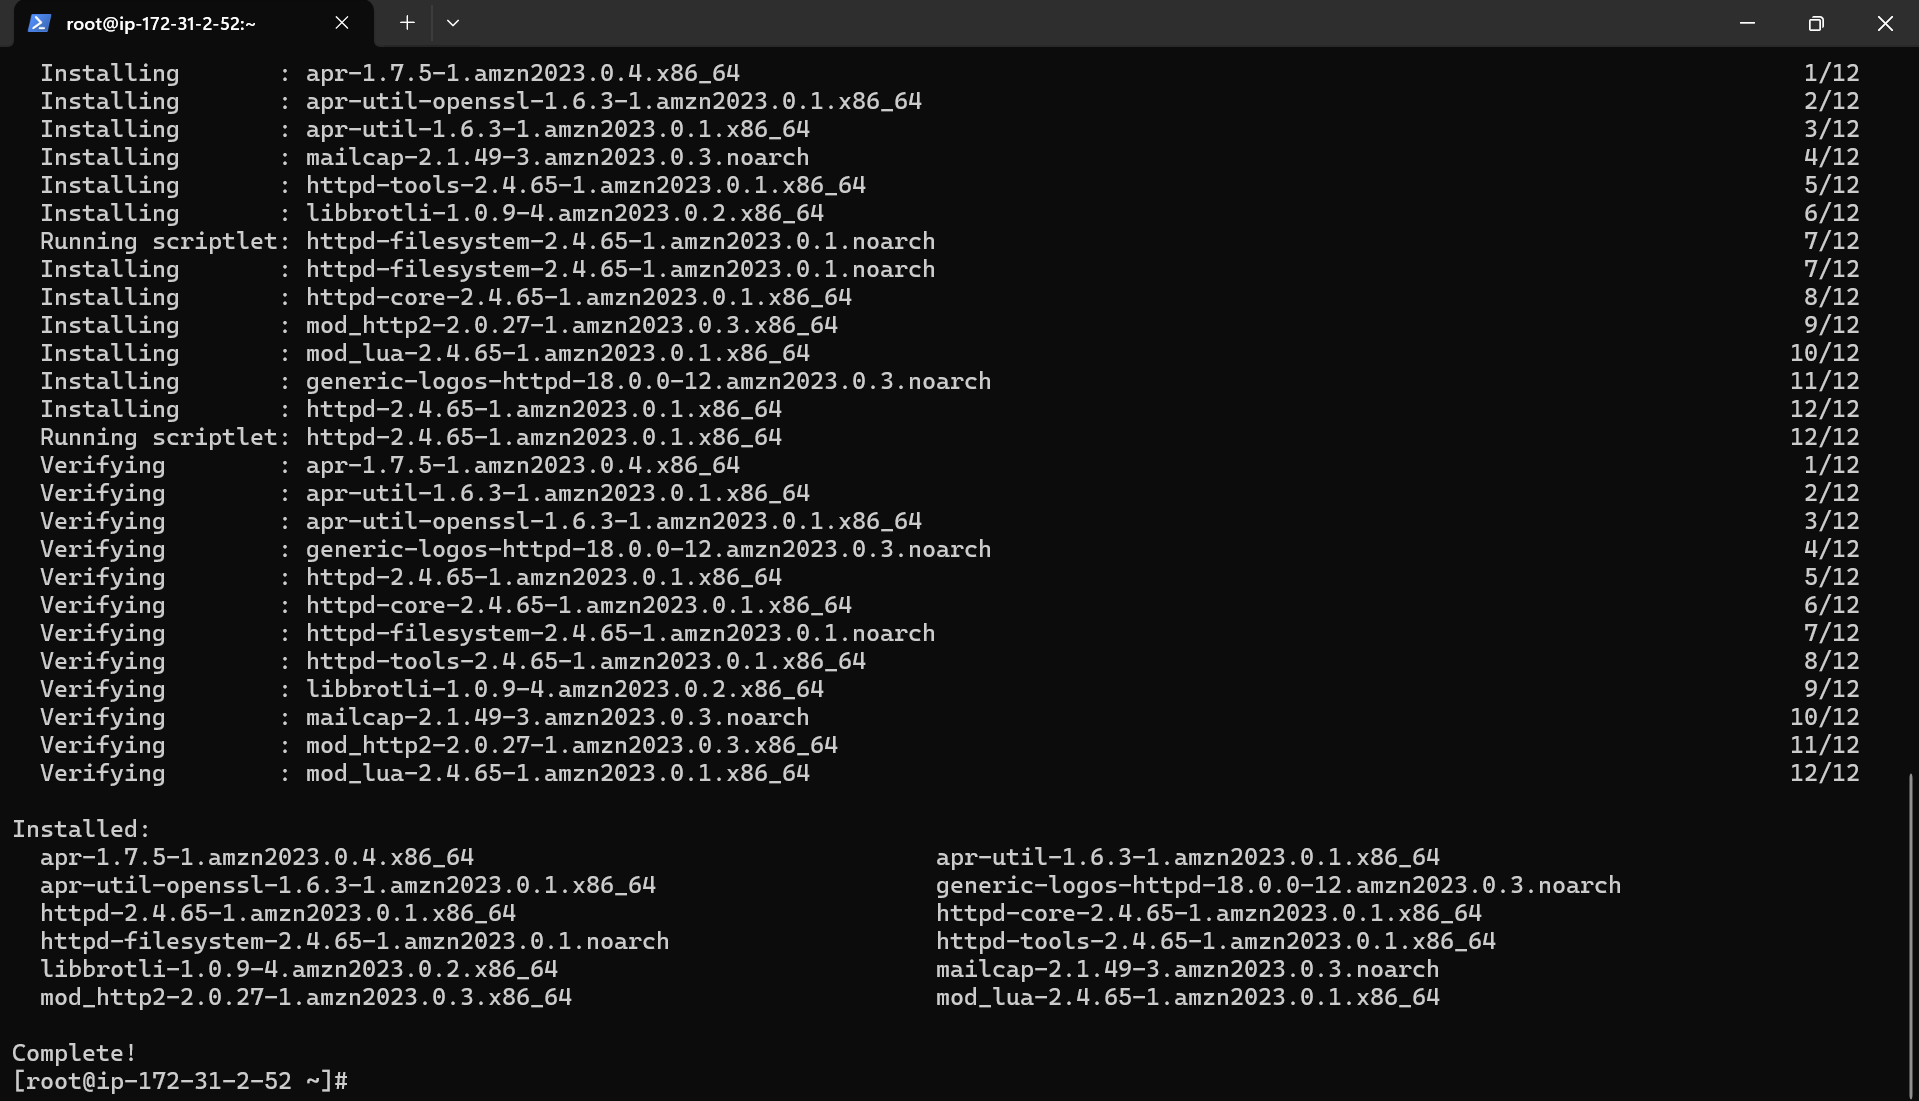 root@ip-172-31-2-52:~
Installing : apr-1.7.5-1.amzn2023.0.4.x86_64 1/12
Installing : apr-util-openssl-1.6.3-1.amzn2023.0.1.x86_64 2/12
Installing : apr-util-1.6.3-1.amzn2023.0.1.x86_64 3/12
Installing : mailcap-2.1.49-3.amzn2023.0.3.noarch 4/12
Installing : httpd-tools-2.4.65-1.amzn2023.0.1.x86_64 5/12
Installing : libbrotli-1.0.9-4.amzn2023.0.2.x86_64 6/12
Running scriptlet: httpd-filesystem-2.4.65-1.amzn2023.0.1.noarch 7/12
Installing : httpd-filesystem-2.4.65-1.amzn2023.0.1.noarch 7/12
Installing : httpd-core-2.4.65-1.amzn2023.0.1.x86_64 8/12
Installing : mod_http2-2.0.27-1.amzn2023.0.3.x86_64 9/12
Installing : mod_lua-2.4.65-1.amzn2023.0.1.x86_64 10/12
Installing : generic-logos-httpd-18.0.0-12.amzn2023.0.3.noarch 11/12
Installing : httpd-2.4.65-1.amzn2023.0.1.x86_64 12/12
Running scriptlet: httpd-2.4.65-1.amzn2023.0.1.x86_64 12/12
Verifying : apr-1.7.5-1.amzn2023.0.4.x86_64 1/12
Verifying : apr-util-1.6.3-1.amzn2023.0.1.x86_64 2/12
Verifying : apr-util-openssl-1.6.3-1.amzn2023.0.1.x86_64 3/12
Verifying : generic-logos-httpd-18.0.0-12.amzn2023.0.3.noarch 4/12
Verifying : httpd-2.4.65-1.amzn2023.0.1.x86_64 5/12
Verifying : httpd-core-2.4.65-1.amzn2023.0.1.x86_64 6/12
Verifying : httpd-filesystem-2.4.65-1.amzn2023.0.1.noarch 7/12
Verifying : httpd-tools-2.4.65-1.amzn2023.0.1.x86_64 8/12
Verifying : libbrotli-1.0.9-4.amzn2023.0.2.x86_64 9/12
Verifying : mailcap-2.1.49-3.amzn2023.0.3.noarch 10/12
Verifying : mod_http2-2.0.27-1.amzn2023.0.3.x86_64 11/12
Verifying : mod_lua-2.4.65-1.amzn2023.0.1.x86_64 12/12
Installed:
apr-1.7.5-1.amzn2023.0.4.x86_64 apr-util-1.6.3-1.amzn2023.0.1.x86_64
apr-util-openssl-1.6.3-1.amzn2023.0.1.x86_64 generic-logos-httpd-18.0.0-12.amzn2023.0.3.noarch
httpd-2.4.65-1.amzn2023.0.1.x86_64 httpd-core-2.4.65-1.amzn2023.0.1.x86_64
httpd-filesystem-2.4.65-1.amzn2023.0.1.noarch httpd-tools-2.4.65-1.amzn2023.0.1.x86_64
libbrotli-1.0.9-4.amzn2023.0.2.x86_64 mailcap-2.1.49-3.amzn2023.0.3.noarch
mod_http2-2.0.27-1.amzn2023.0.3.x86_64 mod_lua-2.4.65-1.amzn2023.0.1.x86_64
Complete!
[root@ip-172-31-2-52 ~]#